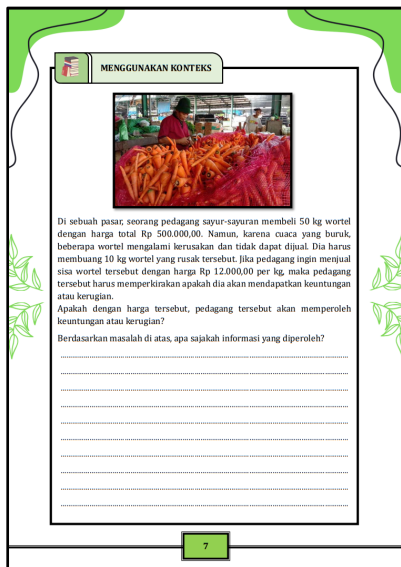 MENGGUNAKAN KONTEKS
Di sebuah pasar, seorang pedagang sayur-sayuran membeli 50 kg wortel
dengan harga total Rp 500.000,00. Namun, karena cuaca yang buruk,
beberapa wortel mengalami kerusakan dan tidak dapat dijual. Dia harus
membuang 10 kg wortel yang rusak tersebut. Jika pedagang ingin menjual
sisa wortel tersebut dengan harga Rp 12.000,00 per kg, maka pedagang
tersebut harus memperkirakan apakah dia akan mendapatkan keuntungan
atau kerugian.
Apakah dengan harga tersebut, pedagang tersebut akan memperoleh
keuntungan atau kerugian?
Berdasarkan masalah di atas, apa sajakah informasi yang diperoleh?
7